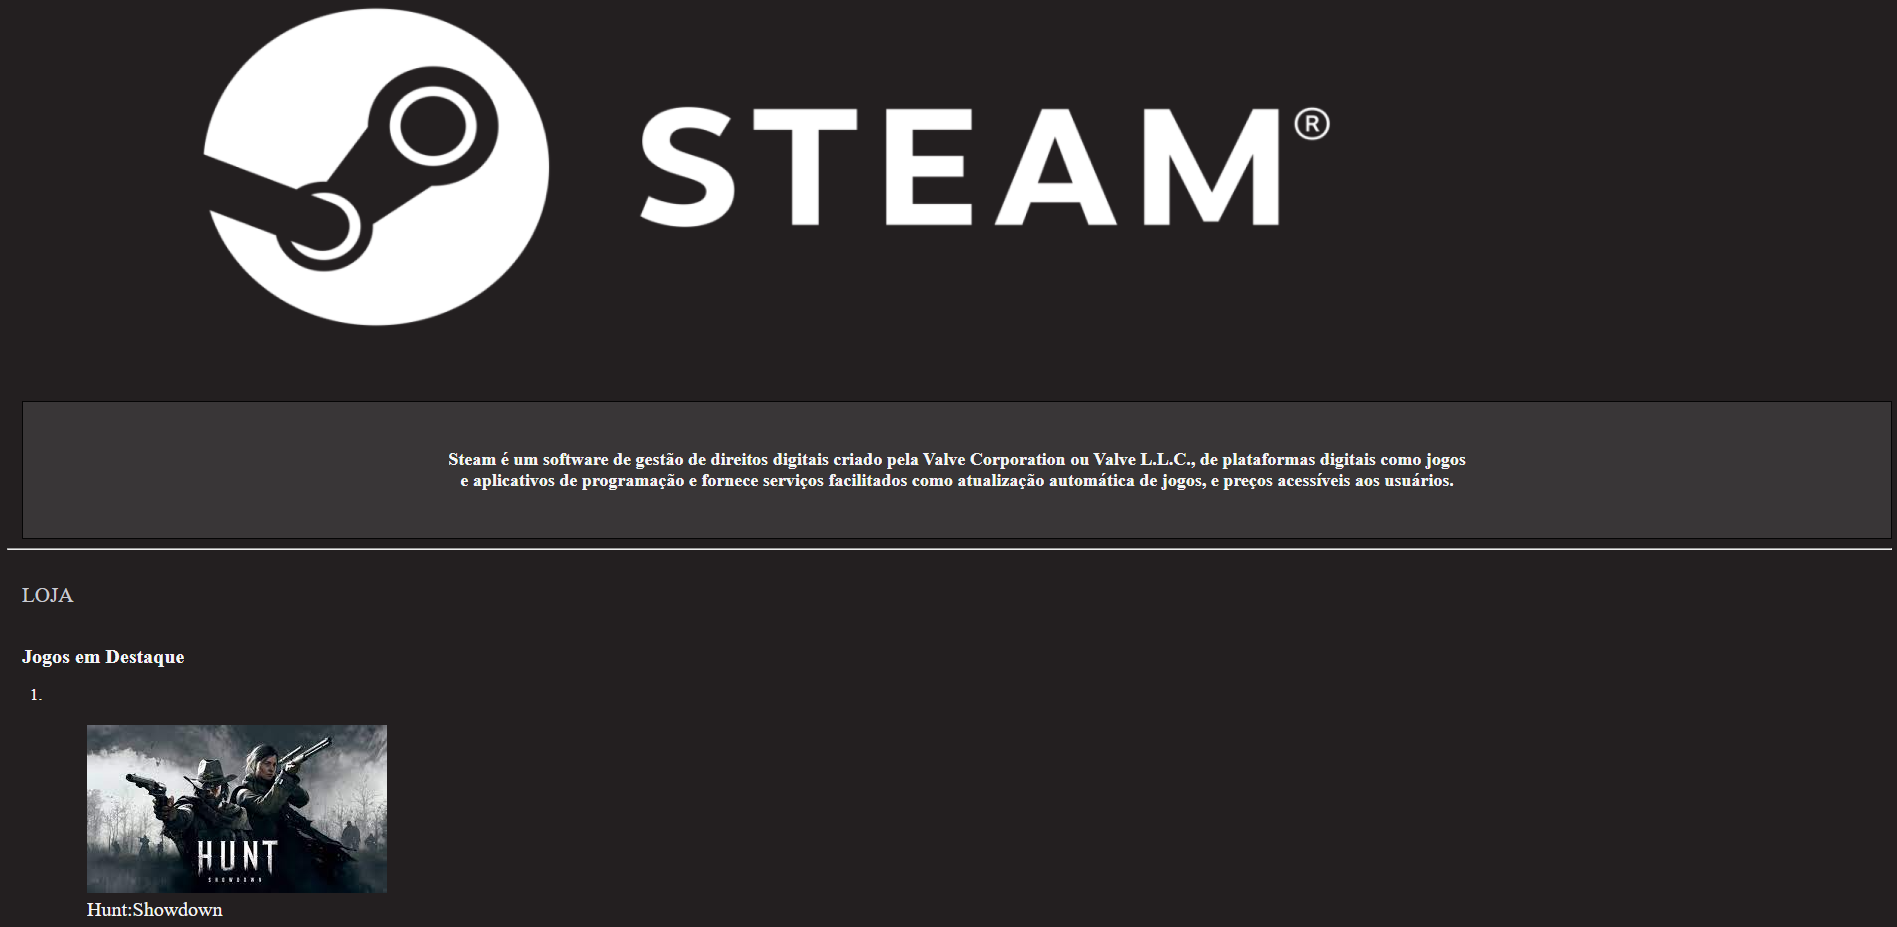 STEAM®
Steam é um software de gestão de direitos digitais criado pela Valve Corporation ou Valve L.L.C., de plataformas digitais como jogos
e aplicativos de programação e fornece serviços facilitados como atualização automática de jogos, e preços acessíveis aos usuários.
LOJA
Jogos em Destaque
1.
HUNT
SHOWDOWN
Hunt:Showdown